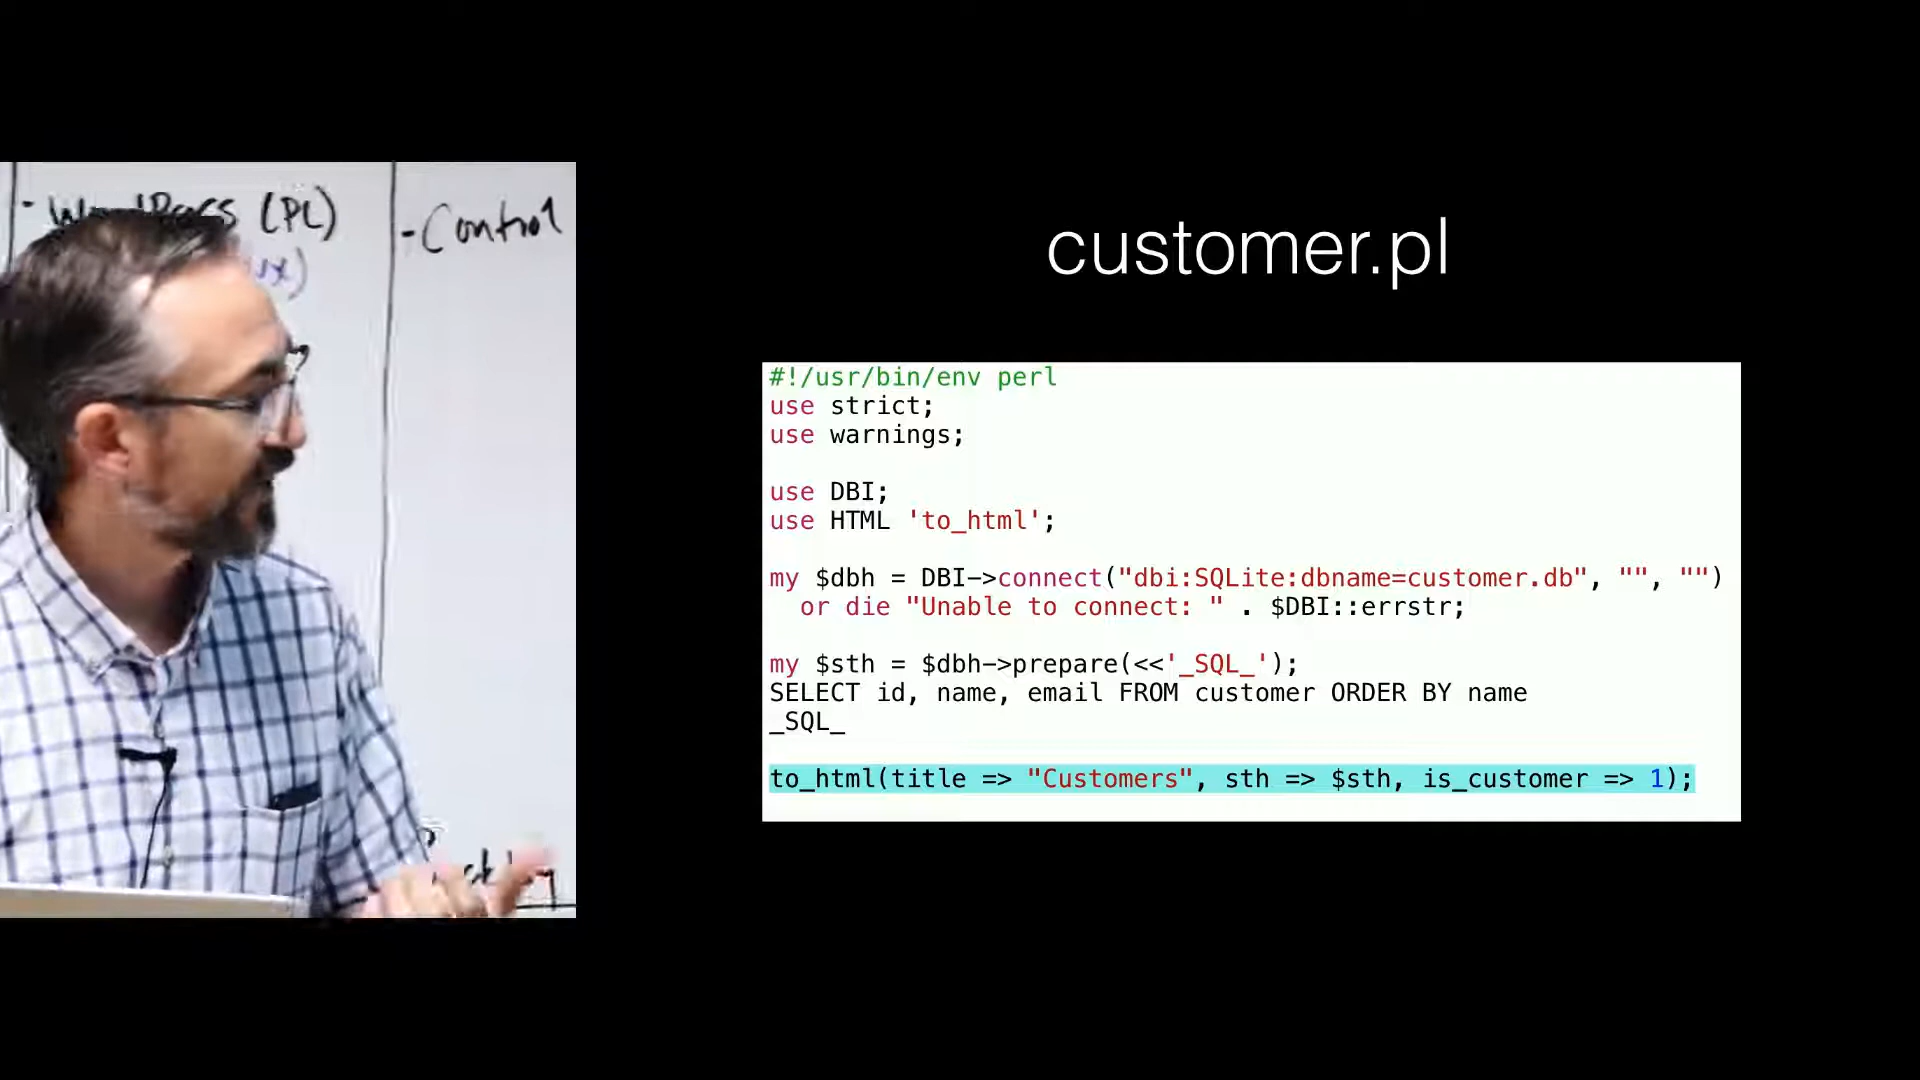 (PL)
-Control
customer.pl
#!/usr/bin/env perl
use strict;
use warnings;
use DBI;
use HTML 'to_html';
my $dbh = DBI->connect("dbi:SQLite:dbname=customer.db", "", "")
or die "Unable to connect: " . $DBI::errstr;
my $sth = $dbh->prepare(<<'_SQL_');
SELECT id, name, email FROM customer ORDER BY name
_SQL_
to_html(title => "Customers", sth => $sth, is_customer => 1);